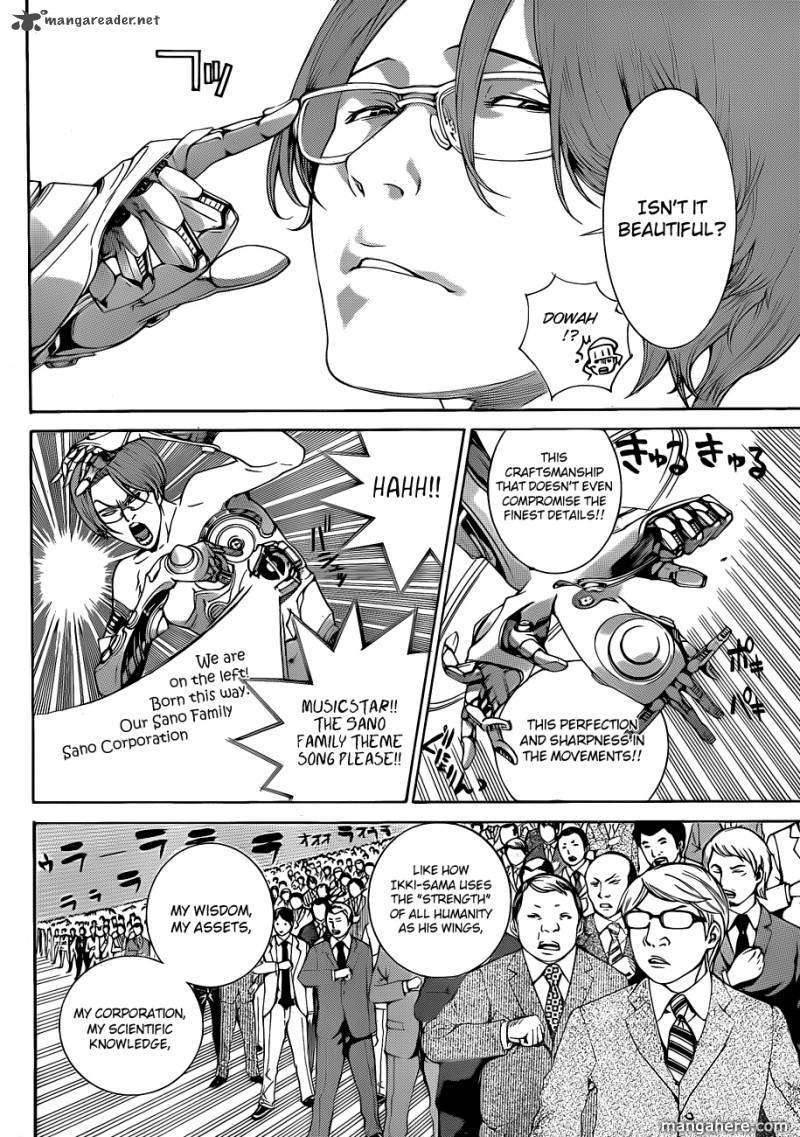 mangareader.net
クッ
ISN'T IT
BEAUTIFUL?
DOWAH
!?
THIS
CRAFTSMANSHIP
THAT DOESN'T EVEN
COMPROMISE THE
FINEST DETAILS!!
きゅるきゅる
THIS PERFECTION
AND SHARPNESS IN
THE MOVEMENTS!!
HAHH!!
MUSICSTAR!!
THE SANO
FAMILY THEME
SONG PLEASE!!
We are
on the left!
Born this way.
Our Sano Family
Sano Corporation
LIKE HOW
IKKI-SAMA USES
THE "STRENGTH"
OF ALL HUMANITY
AS HIS WINGS,
MY WISDOM,
MY ASSETS,
MY CORPORATION,
MY SCIENTIFIC
KNOWLEDGE,
mangahere.com